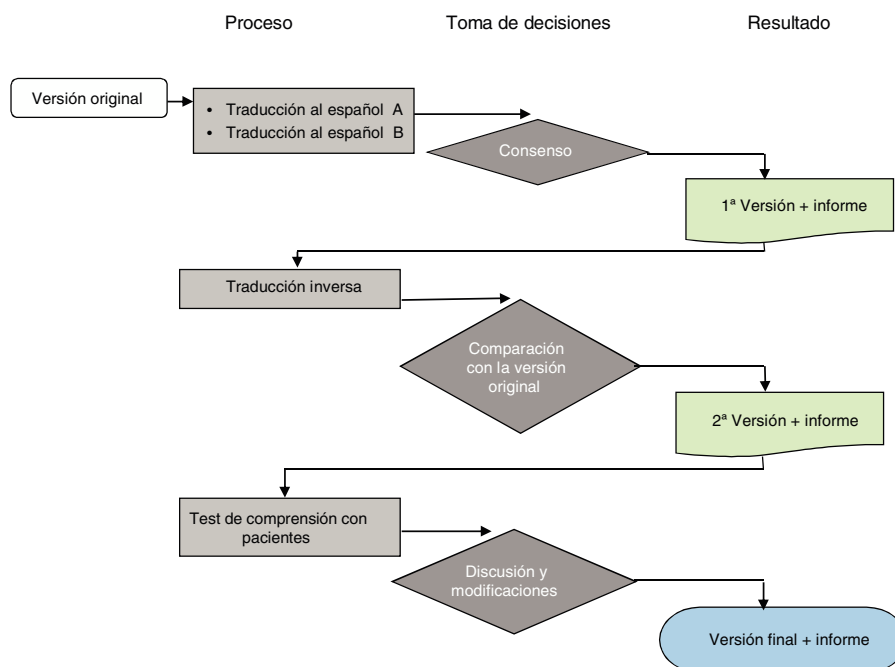 Proceso Toma de decisiones Resultado
Versión original
• Traducción al español A
• Traducción al español B
Consenso
1ª Versión + informe
Traducción inversa
Comparación
con la versión
original
2ª Versión + informe
Test de comprensión con
pacientes
Discusión y
modificaciones
Versión final + informe